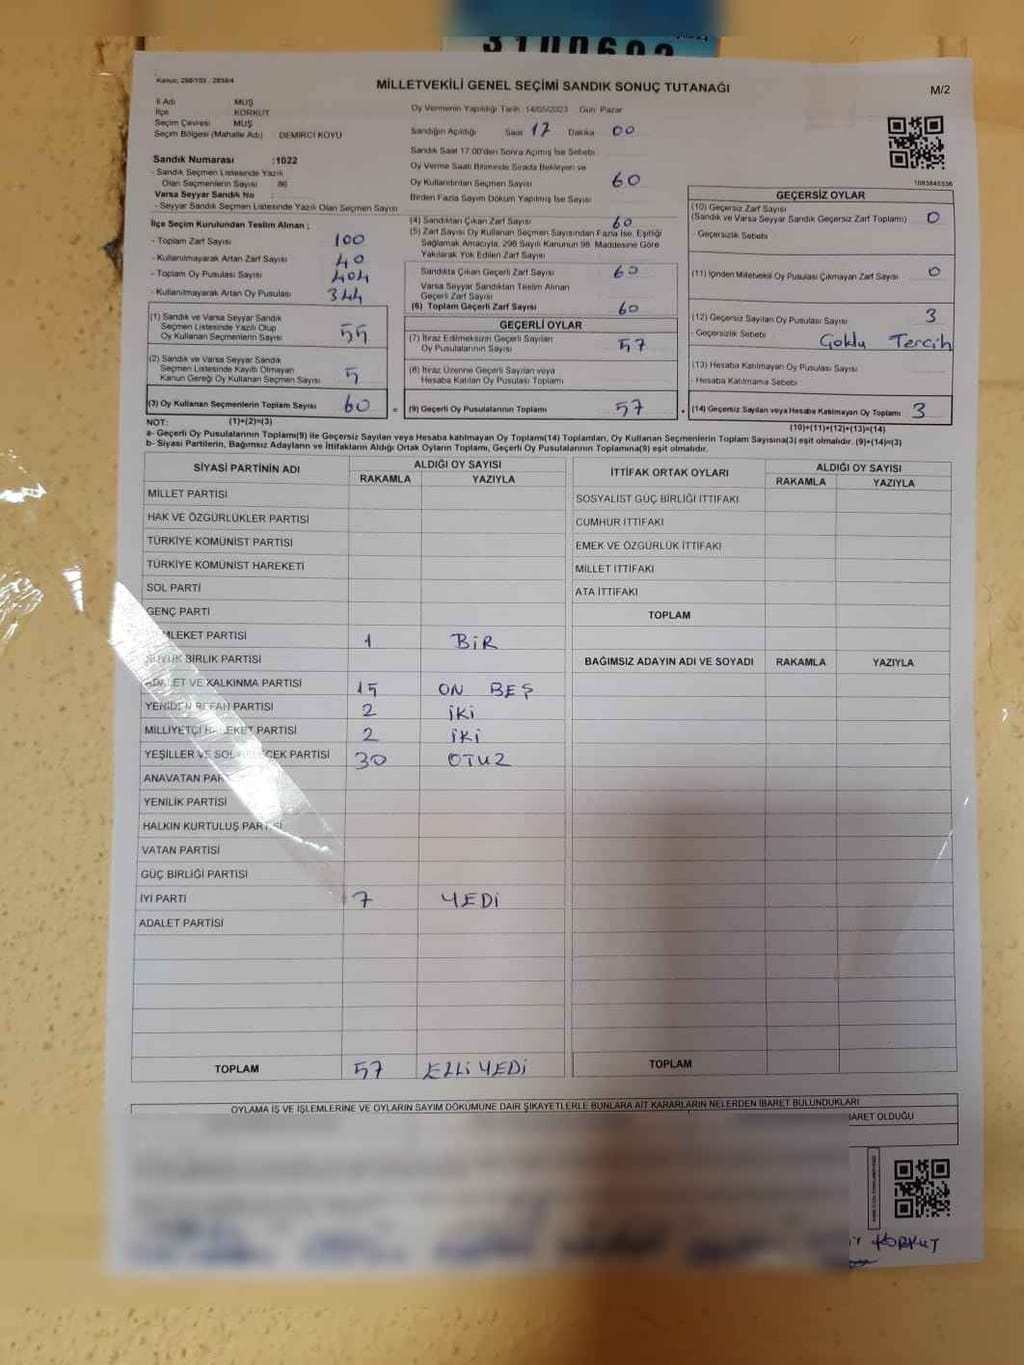 Kanun; 298/103 , 2839/4
MİLLETVEKİLİ GENEL SEÇİMİ SANDIK SONUÇ TUTANAĞI
M/2
İl Adı MUŞ
İlçe KORKUT
Seçim Çevresi MUŞ
Seçim Bölgesi (Mahalle Adı) DEMİRCİ KÖYÜ
Sandık Numarası :1022
- Sandık Seçmen Listesinde Yazılı
Olan Seçmenlerin Sayısı 86
Varsa Seyyar Sandık No :
- Seyyar Sandık Seçmen Listesinde Yazılı Olan Seçmen Sayısı
Oy Vermenin Yapıldığı Tarih: 14/05/2023 Gün: Pazar
Sandığın Açıldığı Saat 17 Dakika 00
Sandık Saat 17:00'den Sonra Açılmış İse Sebebi
Oy Verme Saati Bitiminde Sırada Bekleyen ve
Oy Kullandırılan Seçmen Sayısı 60
Birden Fazla Sayım Döküm Yapılmış İse Sayısı
İlçe Seçim Kurulundan Teslim Alınan ;
- Toplam Zarf Sayısı 100
- Kullanılmayarak Artan Zarf Sayısı 40
- Toplam Oy Pusulası Sayısı 404
- Kullanılmayarak Artan Oy Pusulası 344
(1) Sandık ve Varsa Seyyar Sandık
Seçmen Listesinde Yazılı Olup
Oy Kullanan Seçmenlerin Sayısı 55
(2) Sandık ve Varsa Seyyar Sandık
Seçmen Listesinde Kayıtlı Olmayan
Kanun Gereği Oy Kullanan Seçmen Sayısı 5
(3) Oy Kullanan Seçmenlerin Toplam Sayısı 60
(1)+(2)=(3)
(4) Sandıktan Çıkan Zarf Sayısı 60
(5) Zarf Sayısı Oy Kullanan Seçmen Sayısından Fazla İse, Eşitliği
Sağlamak Amacıyla, 298 Sayılı Kanunun 98. Maddesine Göre
Yakılarak Yok Edilen Zarf Sayısı
Sandıkta Çıkan Geçerli Zarf Sayısı 60
Varsa Seyyar Sandıktan Teslim Alınan
Geçerli Zarf Sayısı
(6) Toplam Geçerli Zarf Sayısı 60
GEÇERLİ OYLAR
(7) İtiraz Edilmeksizin Geçerli Sayılan
Oy Pusulalarının Sayısı 57
(8) İtiraz Üzerine Geçerli Sayılan veya
Hesaba Katılan Oy Pusulası Toplamı
= (9) Geçerli Oy Pusulalarının Toplamı 57
1083845336
GEÇERSİZ OYLAR
(10) Geçersiz Zarf Sayısı
(Sandık ve Varsa Seyyar Sandık Geçersiz Zarf Toplamı) 0
- Geçersizlik Sebebi
(11) İçinden Milletvekili Oy Pusulası Çıkmayan Zarf Sayısı 0
(12) Geçersiz Sayılan Oy Pusulası Sayısı 3
- Geçersizlik Sebebi Çoklu Tercih
(13) Hesaba Katılmayan Oy Pusulası Sayısı
- Hesaba Katılmama Sebebi
+ (14) Geçersiz Sayılan veya Hesaba Katılmayan Oy Toplamı 3
(10)+(11)+(12)+(13)=(14)
NOT:
a- Geçerli Oy Pusulalarının Toplamı(9) ile Geçersiz Sayılan veya Hesaba katılmayan Oy Toplamı(14) Toplamları, Oy Kullanan Seçmenlerin Toplam Sayısına(3) eşit olmalıdır. (9)+(14)=(3)
b- Siyasi Partilerin, Bağımsız Adayların ve İttifakların Aldığı Ortak Oyların Toplamı, Geçerli Oy Pusulalarının Toplamına(9) eşit olmalıdır.
SİYASİ PARTİNİN ADI ALDIĞI OY SAYISI
RAKAMLA YAZIYLA
MİLLET PARTİSİ
HAK VE ÖZGÜRLÜKLER PARTİSİ
TÜRKİYE KOMÜNİST PARTİSİ
TÜRKİYE KOMÜNİST HAREKETİ
SOL PARTİ
GENÇ PARTİ
MLEKET PARTİSİ 1 BİR
BÜYÜK BİRLİK PARTİSİ
ADALET VE KALKINMA PARTİSİ 15 ON BEŞ
YENİDEN REFAH PARTİSİ 2 İKİ
MİLLİYETÇİ HAREKET PARTİSİ 2 İKİ
YEŞİLLER VE SOL GELECEK PARTİSİ 30 OTUZ
ANAVATAN PAR
YENİLİK PARTİSİ
HALKIN KURTULUŞ PARTİSİ
VATAN PARTİSİ
GÜÇ BİRLİĞİ PARTİSİ
İYİ PARTİ 7 YEDİ
ADALET PARTİSİ
TOPLAM 57 ELLİ YEDİ
İTTİFAK ORTAK OYLARI ALDIĞI OY SAYISI
RAKAMLA YAZIYLA
SOSYALİST GÜÇ BİRLİĞİ İTTİFAKI
CUMHUR İTTİFAKI
EMEK VE ÖZGÜRLÜK İTTİFAKI
MİLLET İTTİFAKI
ATA İTTİFAKI
TOPLAM
BAĞIMSIZ ADAYIN ADI VE SOYADI RAKAMLA YAZIYLA
TOPLAM
OYLAMA İŞ VE İŞLEMLERİNE VE OYLARIN SAYIM DÖKÜMÜNE DAİR ŞİKAYETLERLE BUNLARA AİT KARARLARIN NELERDEN İBARET BULUNDUKLARI
BARET OLDUĞU
KORKUT